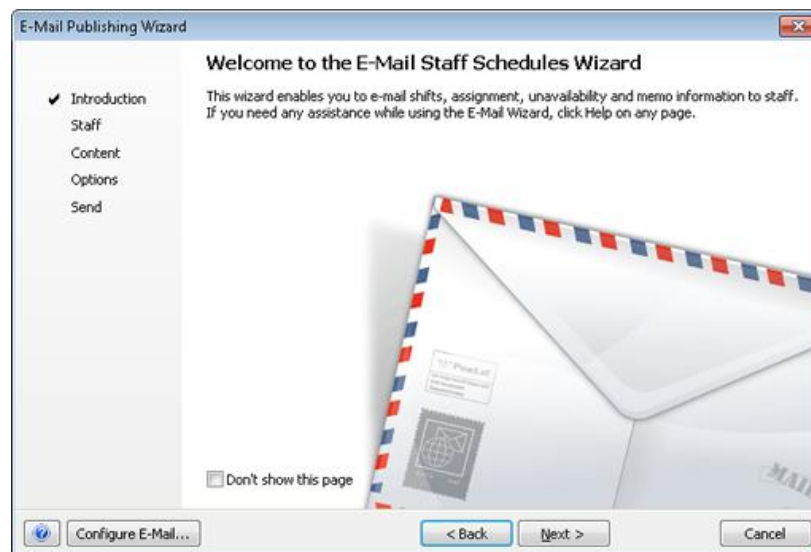 E-Mail Publishing Wizard
Welcome to the E-Mail Staff Schedules Wizard
This wizard enables you to e-mail shifts, assignment, unavailability and memo information to staff.
If you need any assistance while using the E-Mail Wizard, click Help on any page.
Introduction
Staff
Content
Options
Send
Don't show this page
Configure E-Mail...
< Back
Next >
Cancel